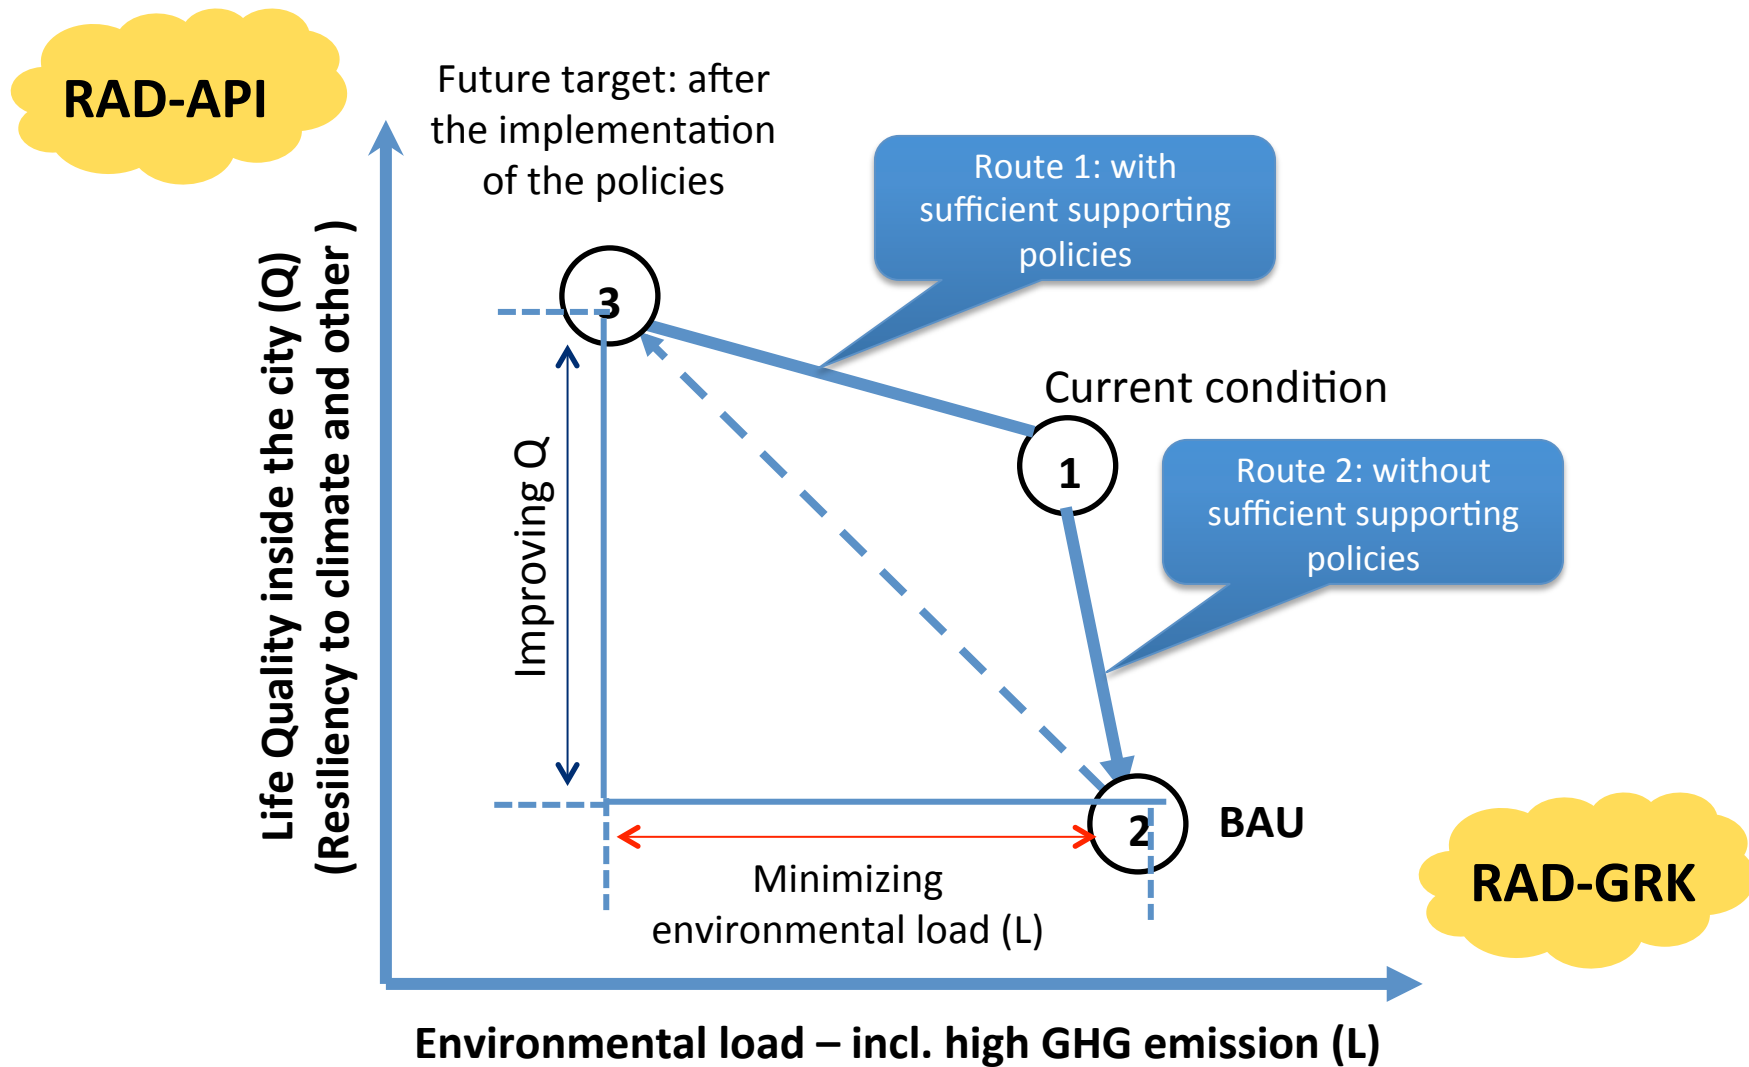 RAD-API
Future target: after
the implementation
of the policies
Route 1: with
sufficient supporting
policies
Life Quality inside the city (Q)
(Resiliency to climate and other )
3
Current condition
1
Improving Q
Route 2: without
sufficient supporting
policies
2
BAU
Minimizing
environmental load (L)
RAD-GRK
Environmental load – incl. high GHG emission (L)